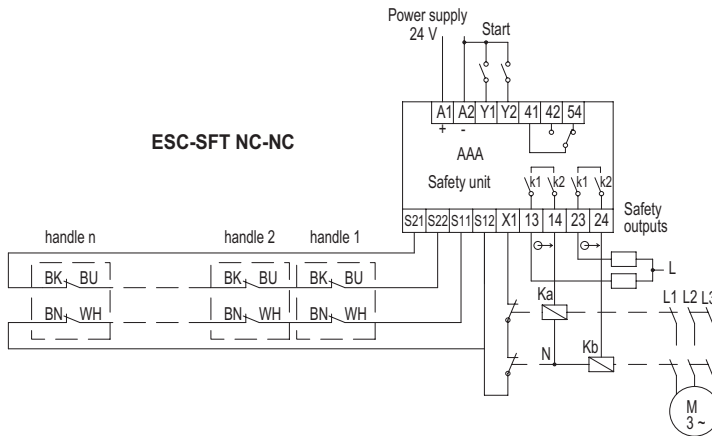 Power supply
24 V
Start
A1 A2 Y1 Y2 41 42 54
+ -
ESC-SFT NC-NC
AAA
Safety unit
k1 k2 k1 k2
S21 S22 S11 S12 X1 13 14 23 24
Safety
outputs
handle n handle 2 handle 1
L
BK BU BK BU BK BU
Ka
L1 L2 L3
BN WH BN WH BN WH
N Kb
M
3 ~